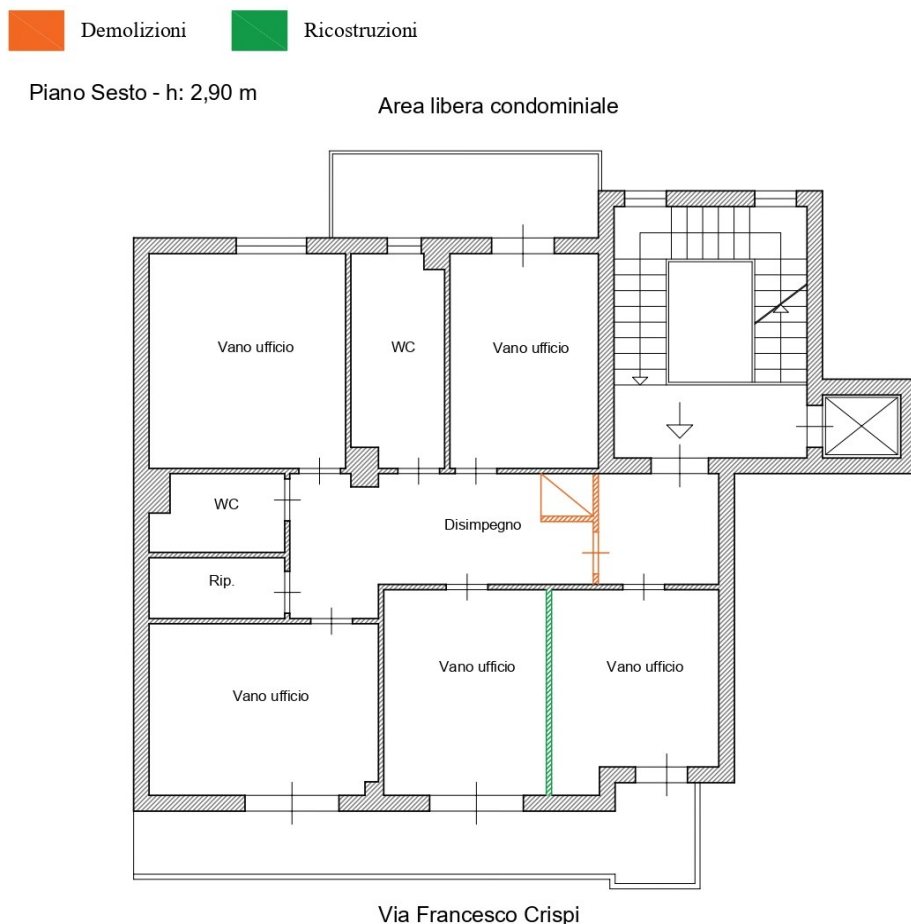 Demolizioni
Ricostruzioni
Piano Sesto - h: 2,90 m
Area libera condominiale
Vano ufficio
WC
Vano ufficio
WC
Disimpegno
Rip.
Vano ufficio
Vano ufficio
Vano ufficio
Via Francesco Crispi